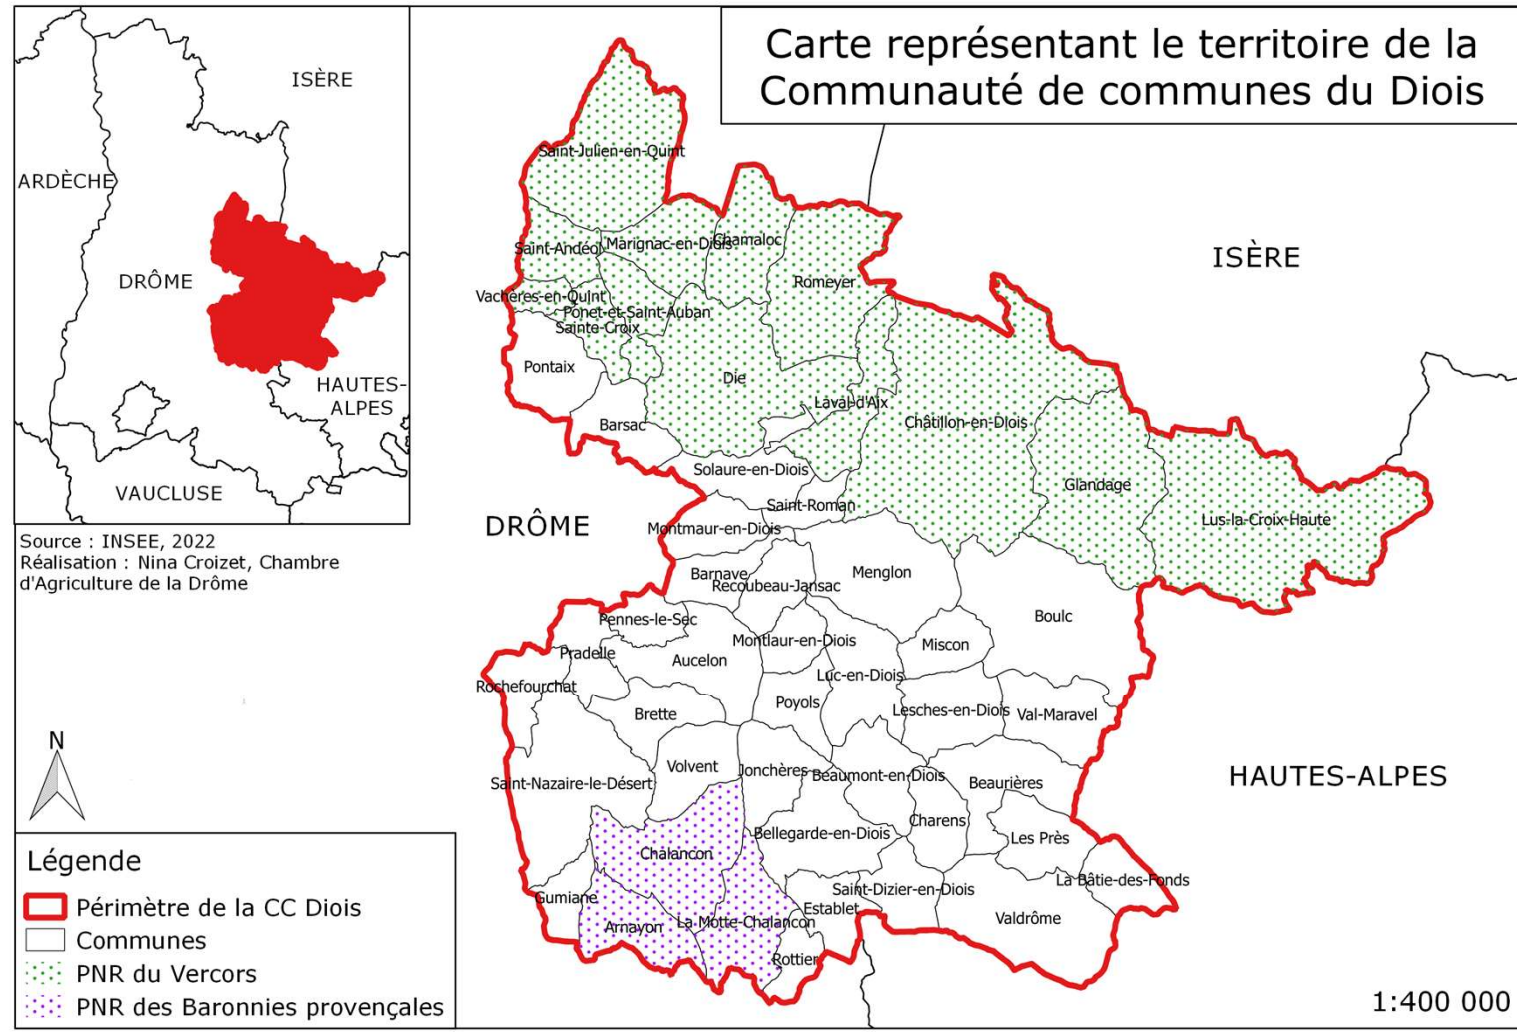 Carte représentant le territoire de la
Communauté de communes du Diois
ISÈRE
ARDÈCHE
DRÔME
HAUTES-
ALPES
VAUCLUSE
Source : INSEE, 2022
Réalisation : Nina Croizet, Chambre
d'Agriculture de la Drôme
N
Légende
Périmètre de la CC Diois
Communes
PNR du Vercors
PNR des Baronnies provençales
Saint-Julien-en-Quint
Saint-Andéol
Marignac-en-Diois
Chamaloc
ISÈRE
Romeyer
Vachères-en-Quint
Ponet-et-Saint-Auban
Sainte-Croix
Pontaix
Die
Laval-d'Aix
Châtillon-en-DIois
Barsac
Solaure-en-Diois
Glandage
Saint-Roman
Lus-la-Croix-Haute
DRÔME
Montmaur-en-Diois
Barnave
Recoubeau-Jansac
Menglon
Boulc
Pennes-le-Sec
Montlaur-en-Diois
Miscon
Pradelle
Aucelon
Luc-en-Diois
Rochefourchat
Brette
Poyols
Lesches-en-Diois
Val-Maravel
Volvent
Jonchères
Beaumont-en-Diois
Beaurières
HAUTES-ALPES
Saint-Nazaire-le-Désert
Charens
Bellegarde-en-Diois
Les Près
Chalancon
La Bâtie-des-Fonds
Saint-Dizier-en-Diois
Gumiane
Establet
Valdrôme
Arnayon
La Motte-Chalancon
Rottier
1:400 000